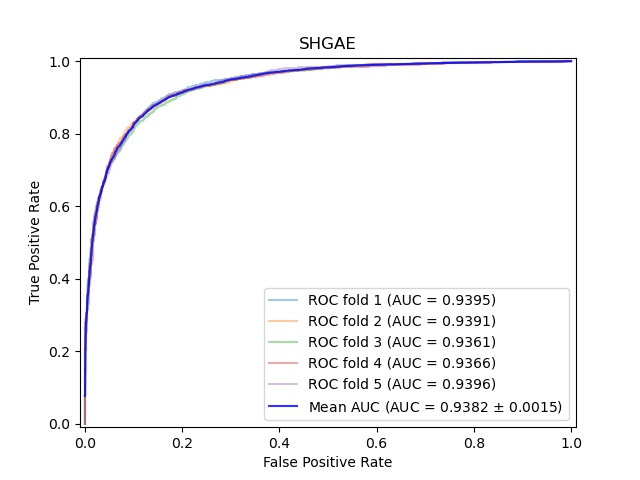 SHGAE
True Positive Rate
1.0
0.8
0.6
0.4
0.2
0.0
ROC fold 1 (AUC = 0.9395)
ROC fold 2 (AUC = 0.9391)
ROC fold 3 (AUC = 0.9361)
ROC fold 4 (AUC = 0.9366)
ROC fold 5 (AUC = 0.9396)
Mean AUC (AUC = 0.9382 ± 0.0015)
0.0 0.2 0.4 0.6 0.8 1.0
False Positive Rate